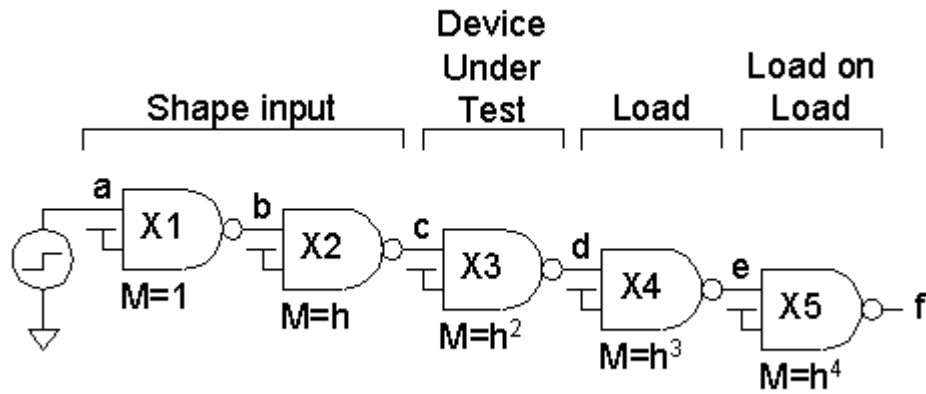 Device
Under
Test
Shape input
Load
Load on
Load
a
X1
M=1
b
X2
M=h
c
X3
M=h²
d
X4
M=h³
e
X5
M=h⁴
f